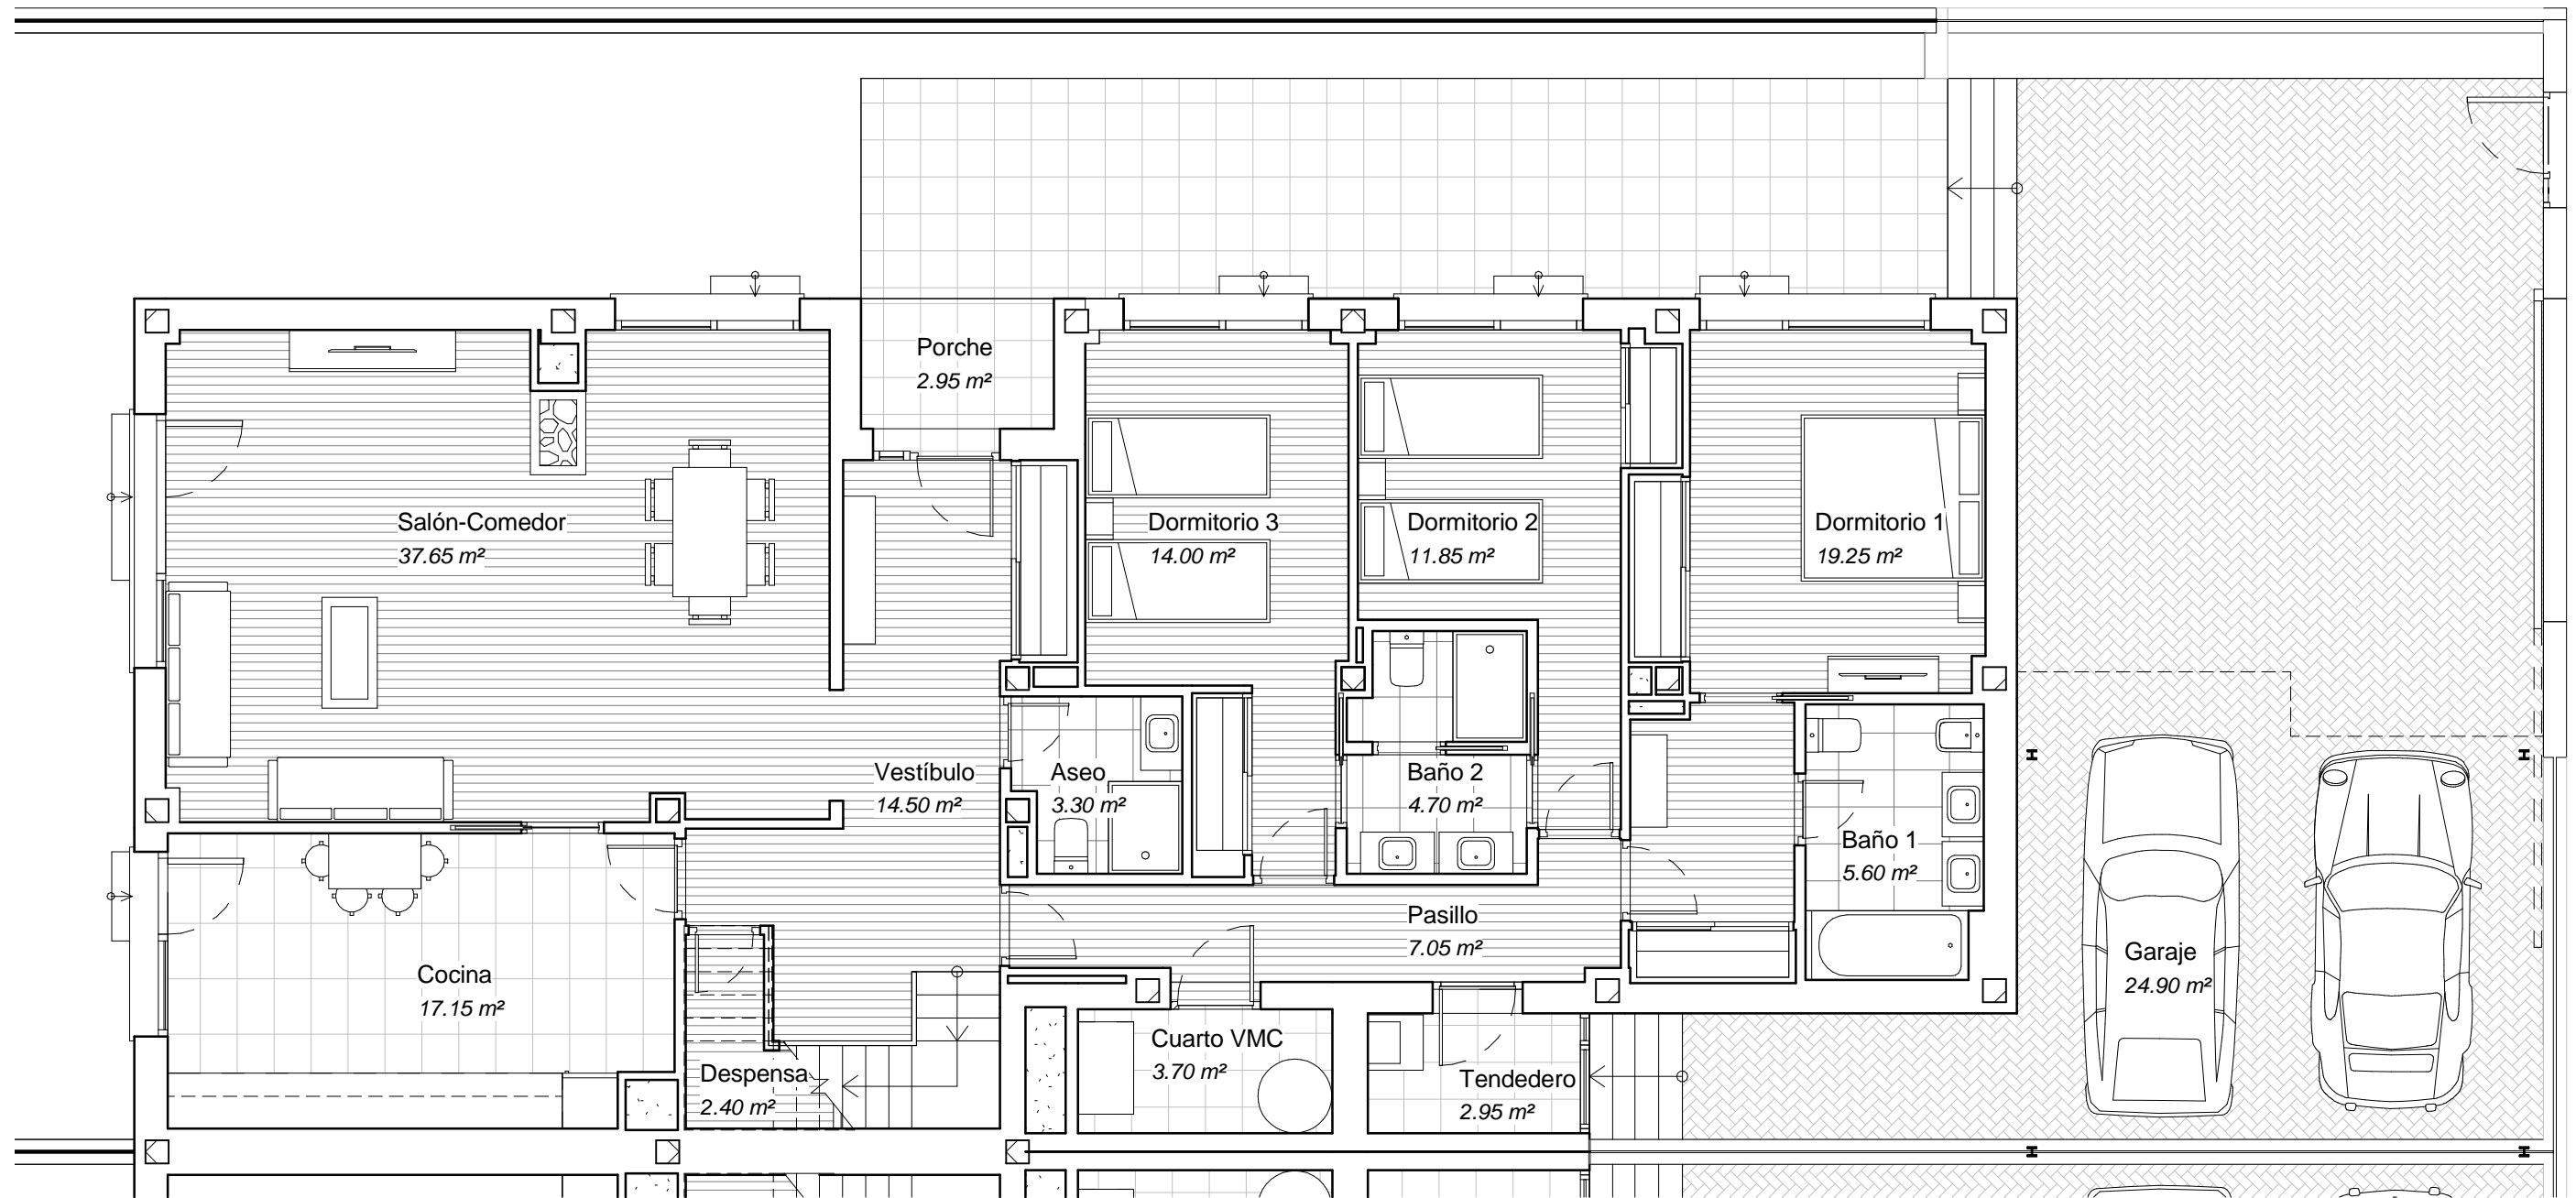 Porche
2.95 m²
Salón-Comedor
37.65 m²
Dormitorio 3
14.00 m²
Dormitorio 2
11.85 m²
Dormitorio 1
19.25 m²
Vestíbulo
14.50 m²
Aseo
3.30 m²
Baño 2
4.70 m²
Baño 1
5.60 m²
Pasillo
7.05 m²
Garaje
24.90 m²
Cocina
17.15 m²
Cuarto VMC
3.70 m²
Despensa
2.40 m²
Tendedero
2.95 m²